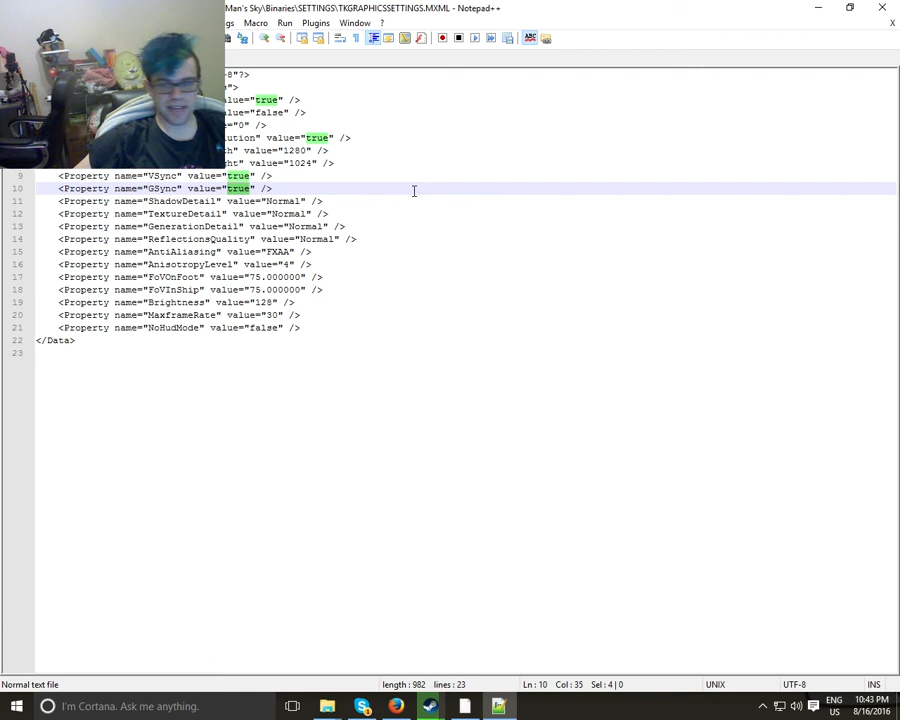 Man's Sky\Binaries\SETTINGS\TKGRAPHICSSETTINGS.MXML - Notepad++
gs Macro Run Plugins Window ?
8"?>
s">
alue="true" />
alue="false" />
e="0" />
lution" value="true" />
th" value="1280" />
ght" value="1024" />
9 <Property name="VSync" value="true" />
10 <Property name="GSync" value="true" />
11 <Property name="ShadowDetail" value="Normal" />
12 <Property name="TextureDetail" value="Normal" />
13 <Property name="GenerationDetail" value="Normal" />
14 <Property name="ReflectionsQuality" value="Normal" />
15 <Property name="AntiAliasing" value="FXAA" />
16 <Property name="AnisotropyLevel" value="4" />
17 <Property name="FoVOnFoot" value="75.000000" />
18 <Property name="FoVInShip" value="75.000000" />
19 <Property name="Brightness" value="128" />
20 <Property name="MaxframeRate" value="30" />
21 <Property name="NoHudMode" value="false" />
22 </Data>
23
Normal text file length : 982 lines : 23 Ln : 10 Col : 35 Sel : 4 | 0 UNIX UTF-8 INS
I'm Cortana. Ask me anything. ENG 10:43 PM
US 8/16/2016